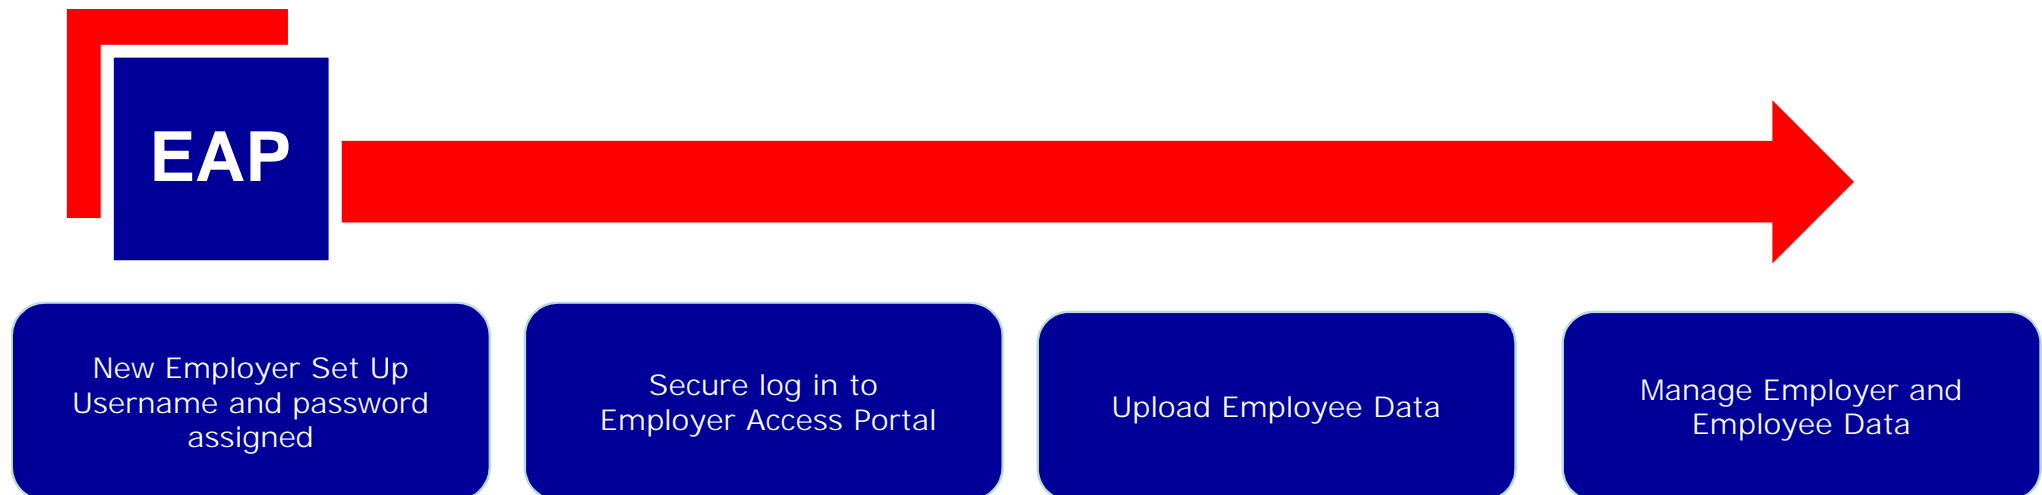 EAP
New Employer Set Up
Username and password
assigned
Secure log in to
Employer Access Portal
Upload Employee Data
Manage Employer and
Employee Data